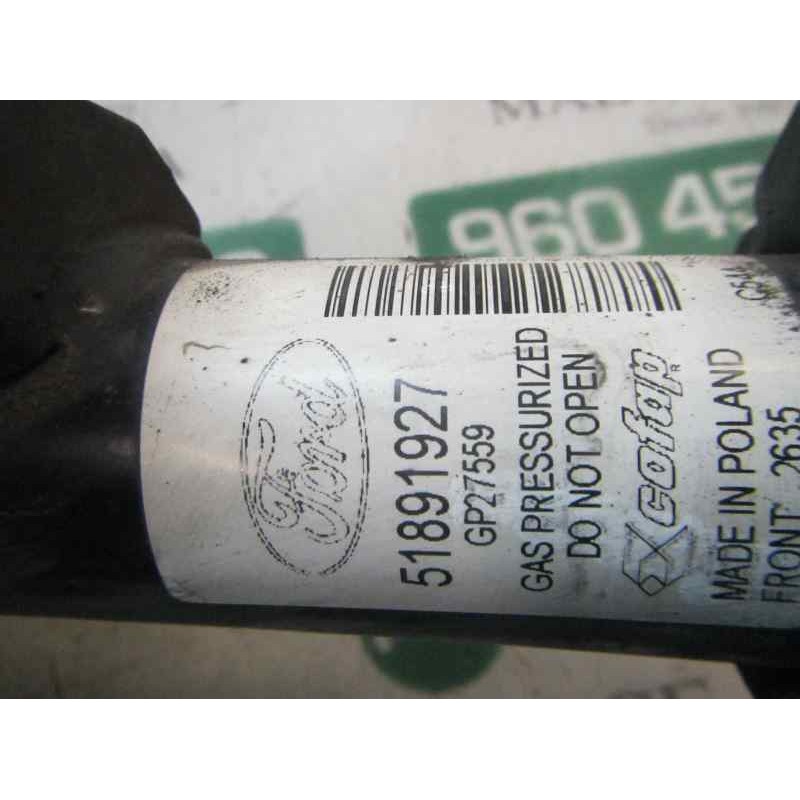 Ford
51891927
GP27559
GAS PRESSURIZED
DO NOT OPEN
cofap
R
MADE IN POLAND
FRONT 2635
960 45